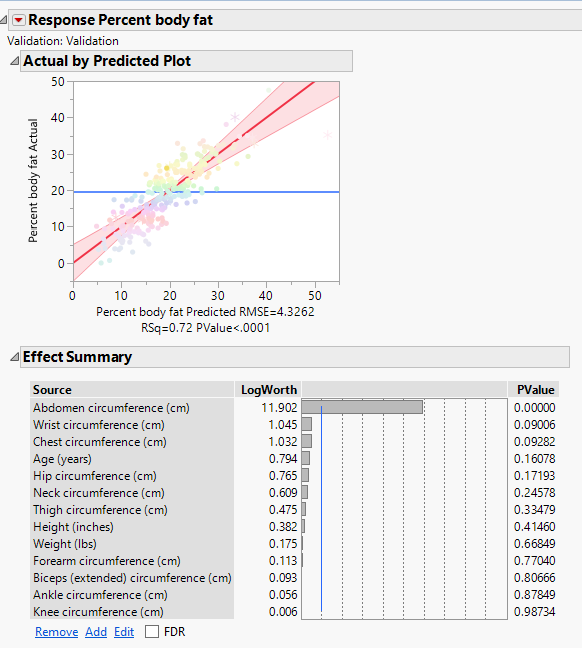 Response Percent body fat
Validation: Validation
Actual by Predicted Plot
Percent body fat Actual
50
40
30
20
10
0
0 10 20 30 40 50
Percent body fat Predicted RMSE=4.3262
RSq=0.72 PValue<.0001
Effect Summary
Source LogWorth PValue
Abdomen circumference (cm) 11.902 0.00000
Wrist circumference (cm) 1.045 0.09006
Chest circumference (cm) 1.032 0.09282
Age (years) 0.794 0.16078
Hip circumference (cm) 0.765 0.17193
Neck circumference (cm) 0.609 0.24578
Thigh circumference (cm) 0.475 0.33479
Height (inches) 0.382 0.41460
Weight (lbs) 0.175 0.66849
Forearm circumference (cm) 0.113 0.77040
Biceps (extended) circumference (cm) 0.093 0.80666
Ankle circumference (cm) 0.056 0.87849
Knee circumference (cm) 0.006 0.98734
Remove Add Edit FDR